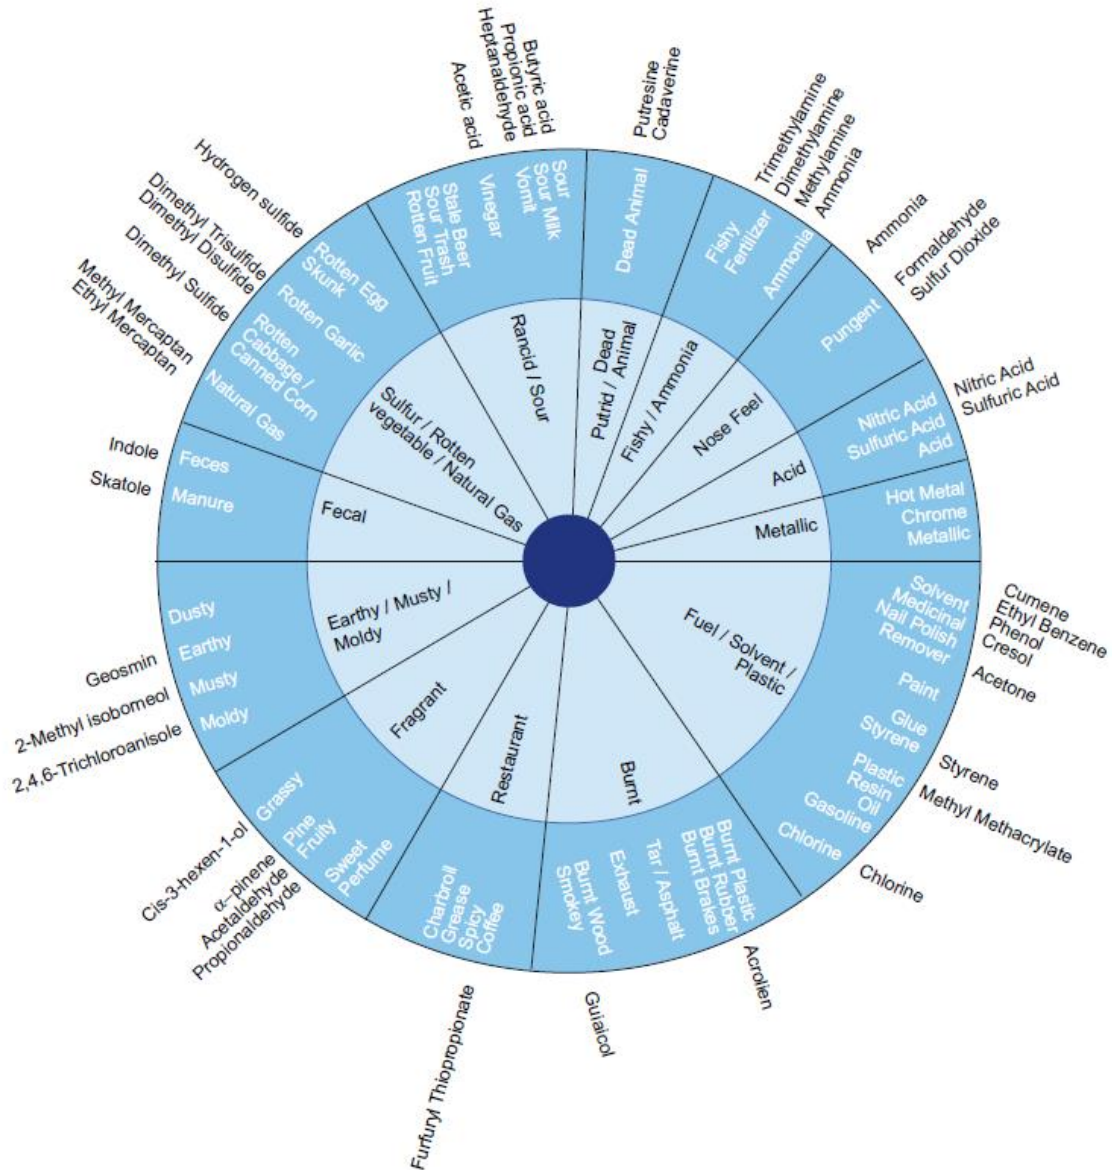 Acetic acid
Heptanaldehyde
Propionic acid
Butyric acid
Putresine
Cadaverine
Trimethylamine
Dimethylamine
Methylamine
Ammonia
Ammonia
Formaldehyde
Sulfur Dioxide
Nitric Acid
Sulfuric Acid
Cumene
Ethyl Benzene
Phenol
Cresol
Acetone
Styrene
Methyl Methacrylate
Chlorine
Acrolien
Guiaicol
Furfuryl Thiopropionate
Propionaldehyde
Acetaldehyde
α–pinene
Cis-3-hexen-1-ol
2,4,6-Trichloroanisole
2-Methyl isoborneol
Geosmin
Skatole
Indole
Ethyl Mercaptan
Methyl Mercaptan
Dimethyl Sulfide
Dimethyl Disulfide
Dimethyl Trisulfide
Hydrogen sulfide
Rotten Fruit
Sour Trash
Stale Beer
Vinegar
Vomit
Sour Milk
Sour
Dead Animal
Fishy
Fertilizer
Ammonia
Pungent
Nitric Acid
Sulfuric Acid
Acid
Hot Metal
Chrome
Metallic
Solvent
Medicinal
Nail Polish
Remover
Paint
Glue
Styrene
Plastic
Resin
Oil
Gasoline
Chlorine
Burnt Plastic
Burnt Rubber
Burnt Brakes
Tar / Asphalt
Exhaust
Burnt Wood
Smokey
Charbroil
Grease
Spicy
Coffee
Sweet
Perfume
Pine
Fruity
Grassy
Moldy
Musty
Earthy
Dusty
Manure
Feces
Natural Gas
Rotten
Cabbage /
Canned Corn
Rotten Garlic
Rotten Egg
Skunk
Rancid / Sour
Dead
Putrid / Animal
Fishy / Ammonia
Nose Feel
Acid
Metallic
Fuel / Solvent /
Plastic
Burnt
Restaurant
Fragrant
Earthy / Musty /
Moldy
Fecal
Sulfur / Rotten
vegetable / Natural Gas